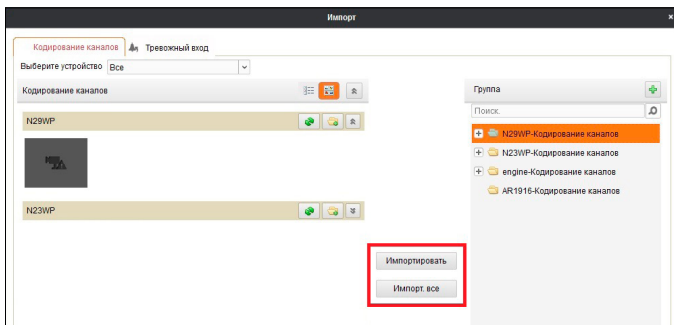 Импорт
Кодирование каналов
Тревожный вход
Выберите устройство Все
Кодирование каналов
N29WP
N23WP
Импортировать
Импорт. все
Группа
Поиск.
N29WP-Кодирование каналов
N23WP-Кодирование каналов
engine-Кодирование каналов
AR1916-Кодирование каналов